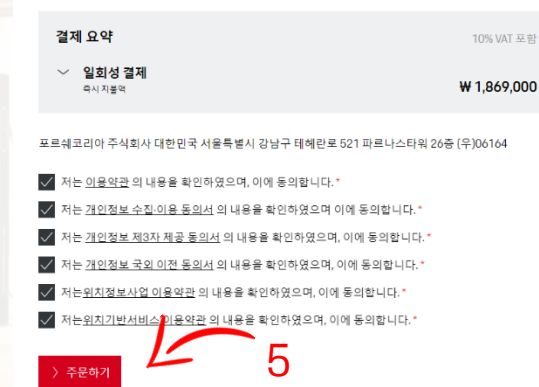 결제 요약
10% VAT 포함
일회성 결제
즉시 지불액
₩ 1,869,000
포르쉐코리아 주식회사 대한민국 서울특별시 강남구 테헤란로 521 파르나스타워 26층 (우)06164
저는 이용약관 의 내용을 확인하였으며, 이에 동의합니다.*
저는 개인정보 수집·이용 동의서 의 내용을 확인하였으며 이에 동의합니다.*
저는 개인정보 제3자 제공 동의서 의 내용을 확인하였으며, 이에 동의합니다.*
저는 개인정보 국외 이전 동의서 의 내용을 확인하였으며, 이에 동의합니다.*
저는위치정보사업 이용약관 의 내용을 확인하였으며, 이에 동의합니다.*
저는위치기반서비스 이용약관 의 내용을 확인하였으며, 이에 동의합니다.*
> 주문하기
5